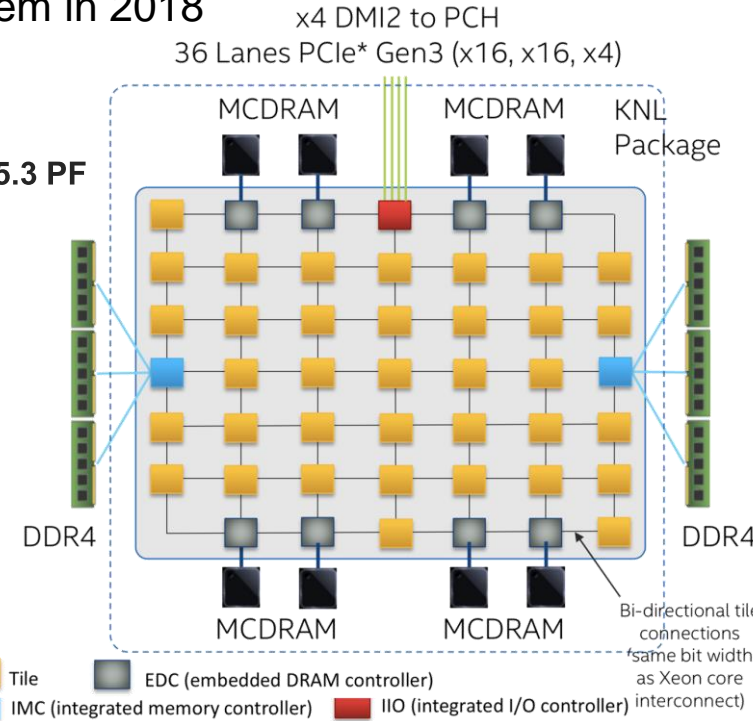 em in 2018
x4 DMI2 to PCH
36 Lanes PCIe* Gen3 (x16, x16, x4)
MCDRAM
MCDRAM
KNL
Package
5.3 PF
DDR4
DDR4
MCDRAM
MCDRAM
Bi-directional tile
connections
(same bit width
as Xeon core
interconnect)
Tile
EDC (embedded DRAM controller)
IMC (integrated memory controller)
IIO (integrated I/O controller)